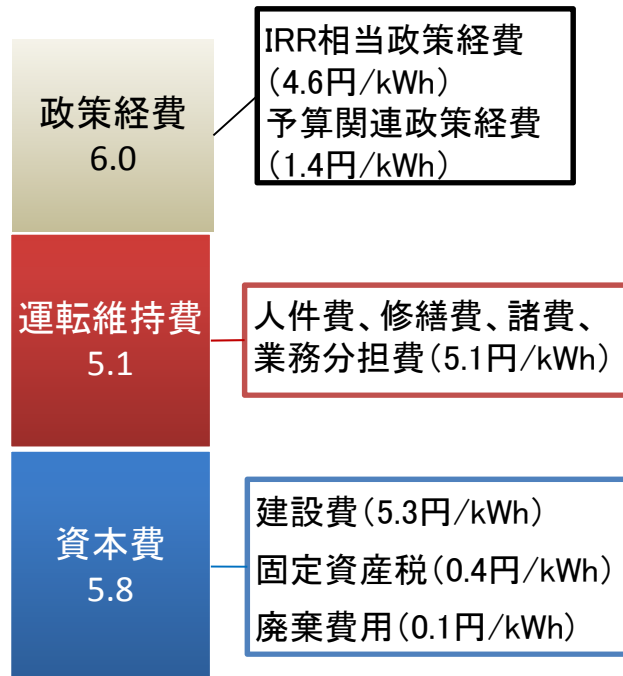 政策経費
6.0
IRR相当政策経費
（4.6円/kWh）
予算関連政策経費
（1.4円/kWh）
運転維持費
5.1
人件費、修繕費、諸費、
業務分担費（5.1円/kWh）
資本費
5.8
建設費（5.3円/kWh）
固定資産税（0.4円/kWh）
廃棄費用（0.1円/kWh）